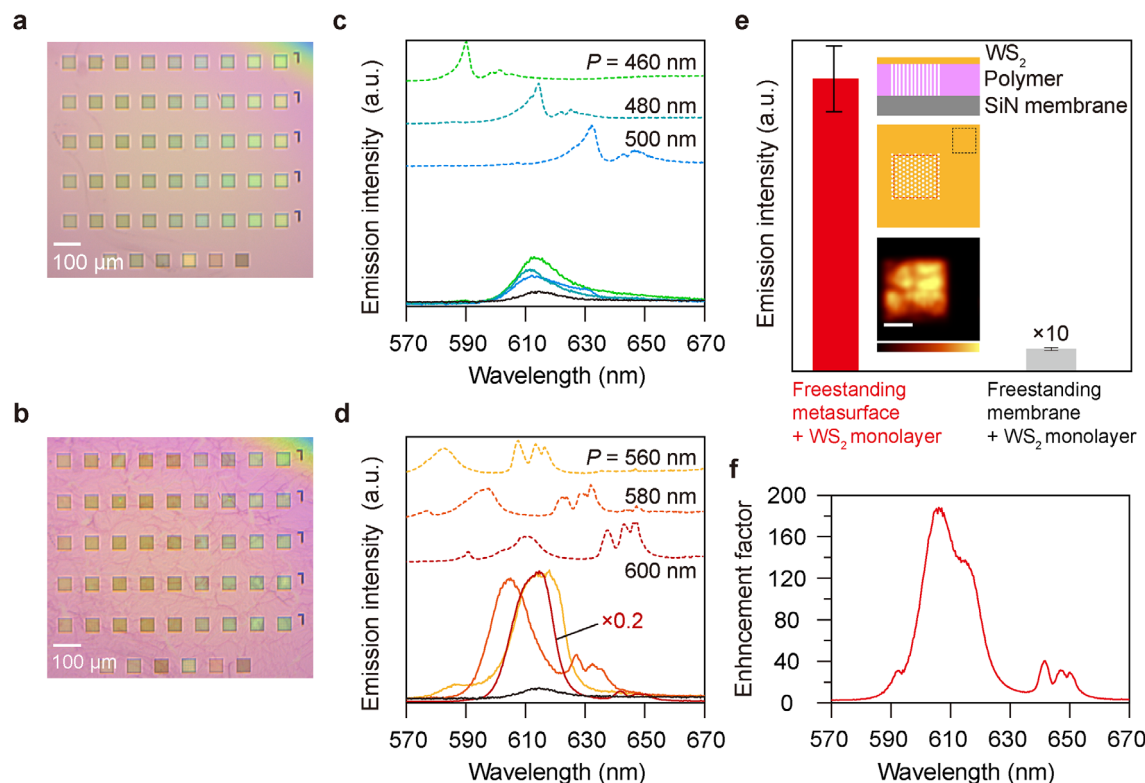 a
100 µm
b
100 µm
c
P = 460 nm
480 nm
500 nm
Emission intensity (a.u.)
570 590 610 630 650 670
Wavelength (nm)
d
P = 560 nm
580 nm
600 nm
×0.2
Emission intensity (a.u.)
570 590 610 630 650 670
Wavelength (nm)
e
Emission intensity (a.u.)
WS₂
Polymer
SiN membrane
×10
Freestanding
metasurface
+ WS₂ monolayer
Freestanding
membrane
+ WS₂ monolayer
f
Enhncement factor
200
160
120
80
40
0
570 590 610 630 650 670
Wavelength (nm)